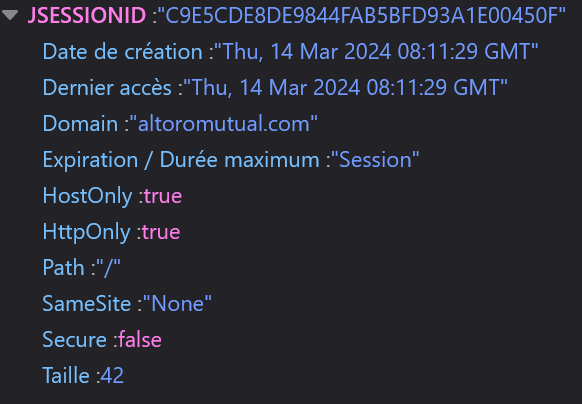 JSESSIONID :"C9E5CDE8DE9844FAB5BFD93A1E00450F"
Date de création :"Thu, 14 Mar 2024 08:11:29 GMT"
Dernier accès :"Thu, 14 Mar 2024 08:11:29 GMT"
Domain :"altoromutual.com"
Expiration / Durée maximum :"Session"
HostOnly :true
HttpOnly :true
Path :"/"
SameSite :"None"
Secure :false
Taille :42